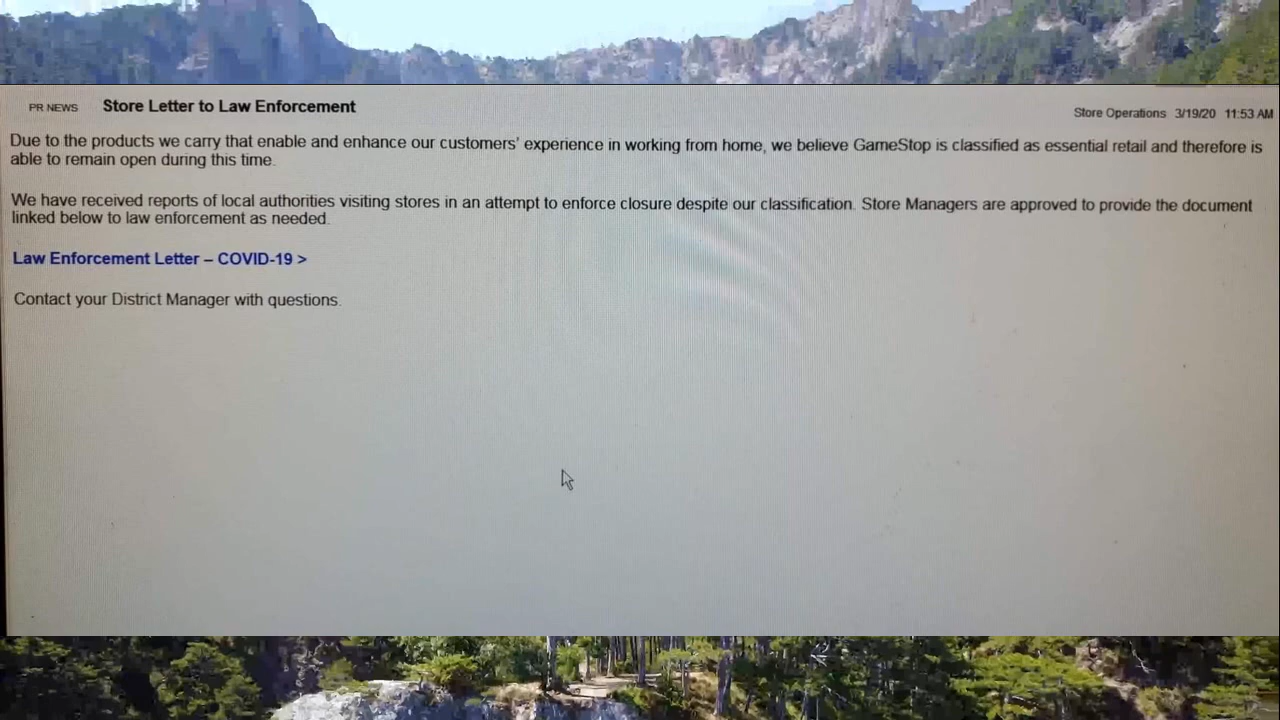 PR NEWS Store Letter to Law Enforcement
Store Operations 3/19/20 11:53 AM
Due to the products we carry that enable and enhance our customers' experience in working from home, we believe GameStop is classified as essential retail and therefore is
able to remain open during this time.
We have received reports of local authorities visiting stores in an attempt to enforce closure despite our classification. Store Managers are approved to provide the document
linked below to law enforcement as needed.
Law Enforcement Letter – COVID-19 >
Contact your District Manager with questions.